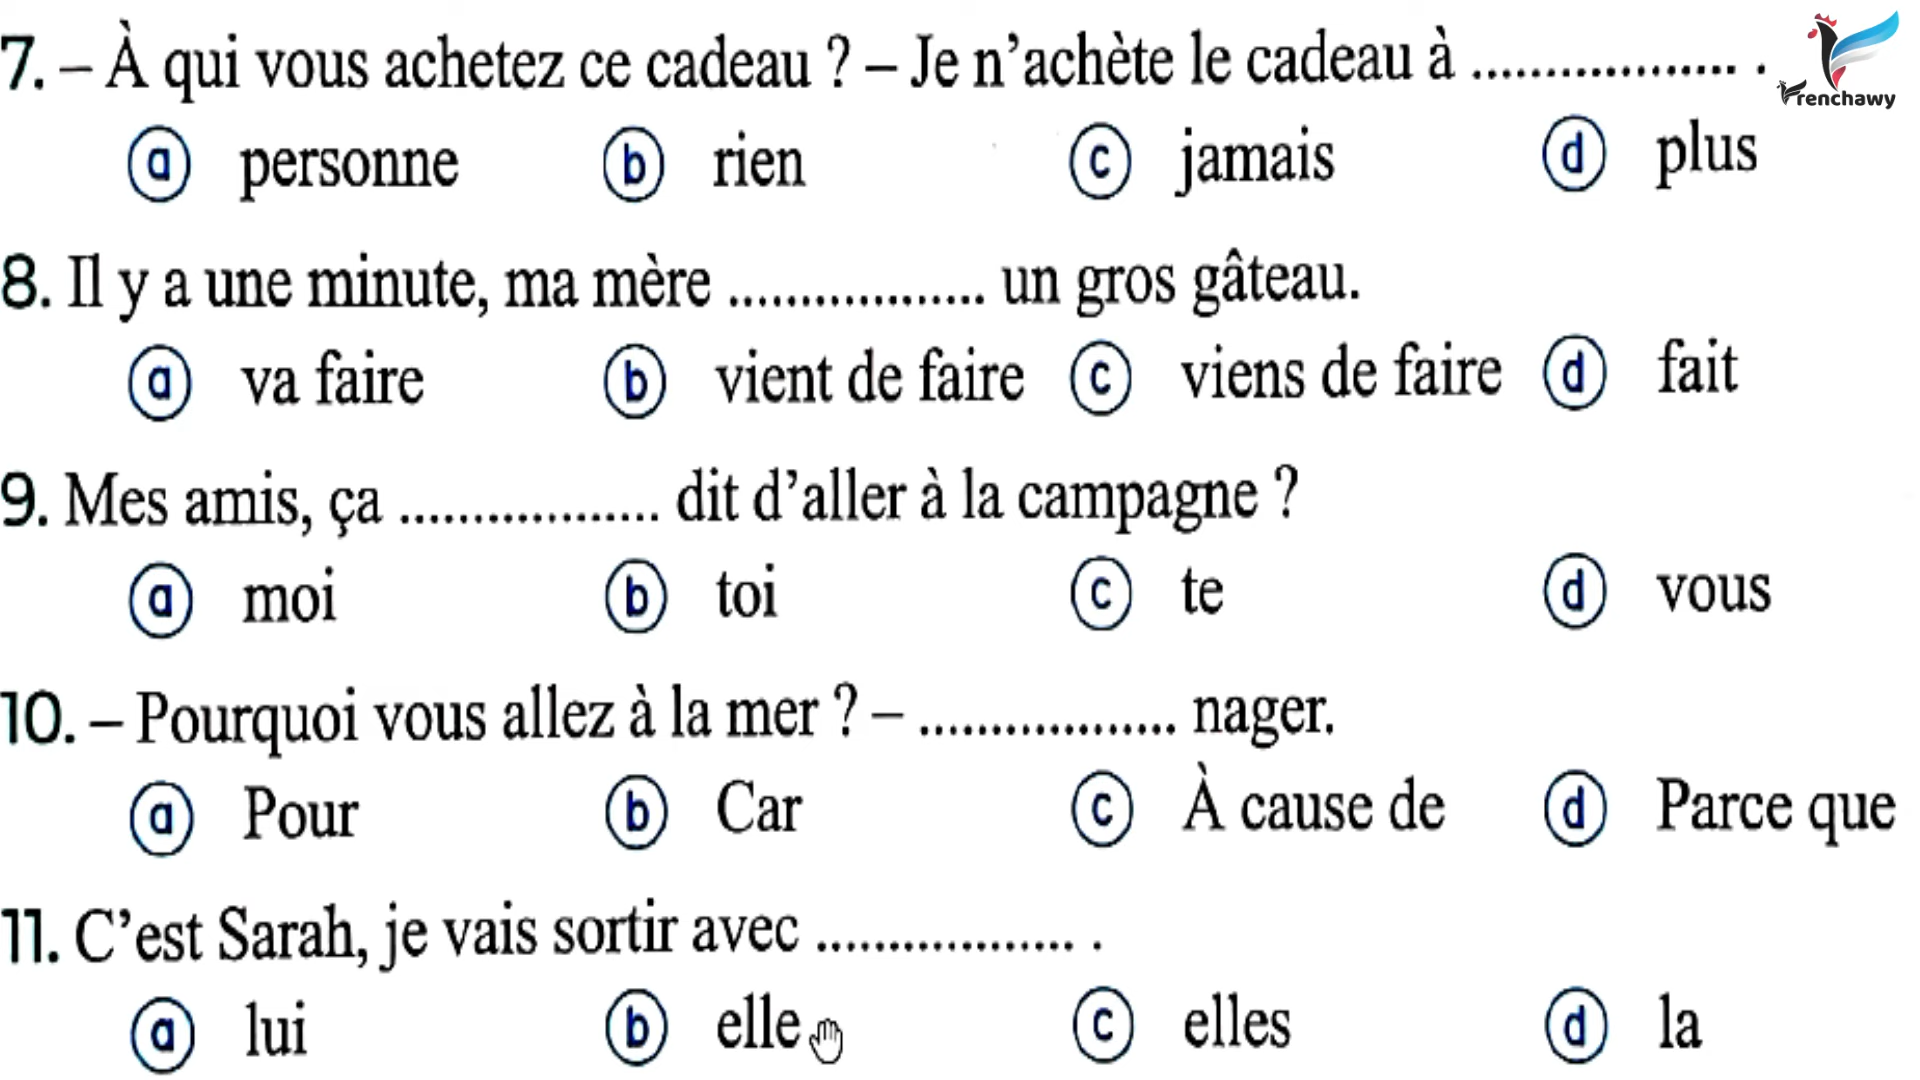 7. – À qui vous achetez ce cadeau ? – Je n'achète le cadeau à .................. .
a personne b rien c jamais d plus
8. Il y a une minute, ma mère .................. un gros gâteau.
a va faire b vient de faire c viens de faire d fait
9. Mes amis, ça .................. dit d'aller à la campagne ?
a moi b toi c te d vous
10. – Pourquoi vous allez à la mer ? – .................. nager.
a Pour b Car c À cause de d Parce que
11. C'est Sarah, je vais sortir avec .................. .
a lui b elle c elles d la
Frenchawy